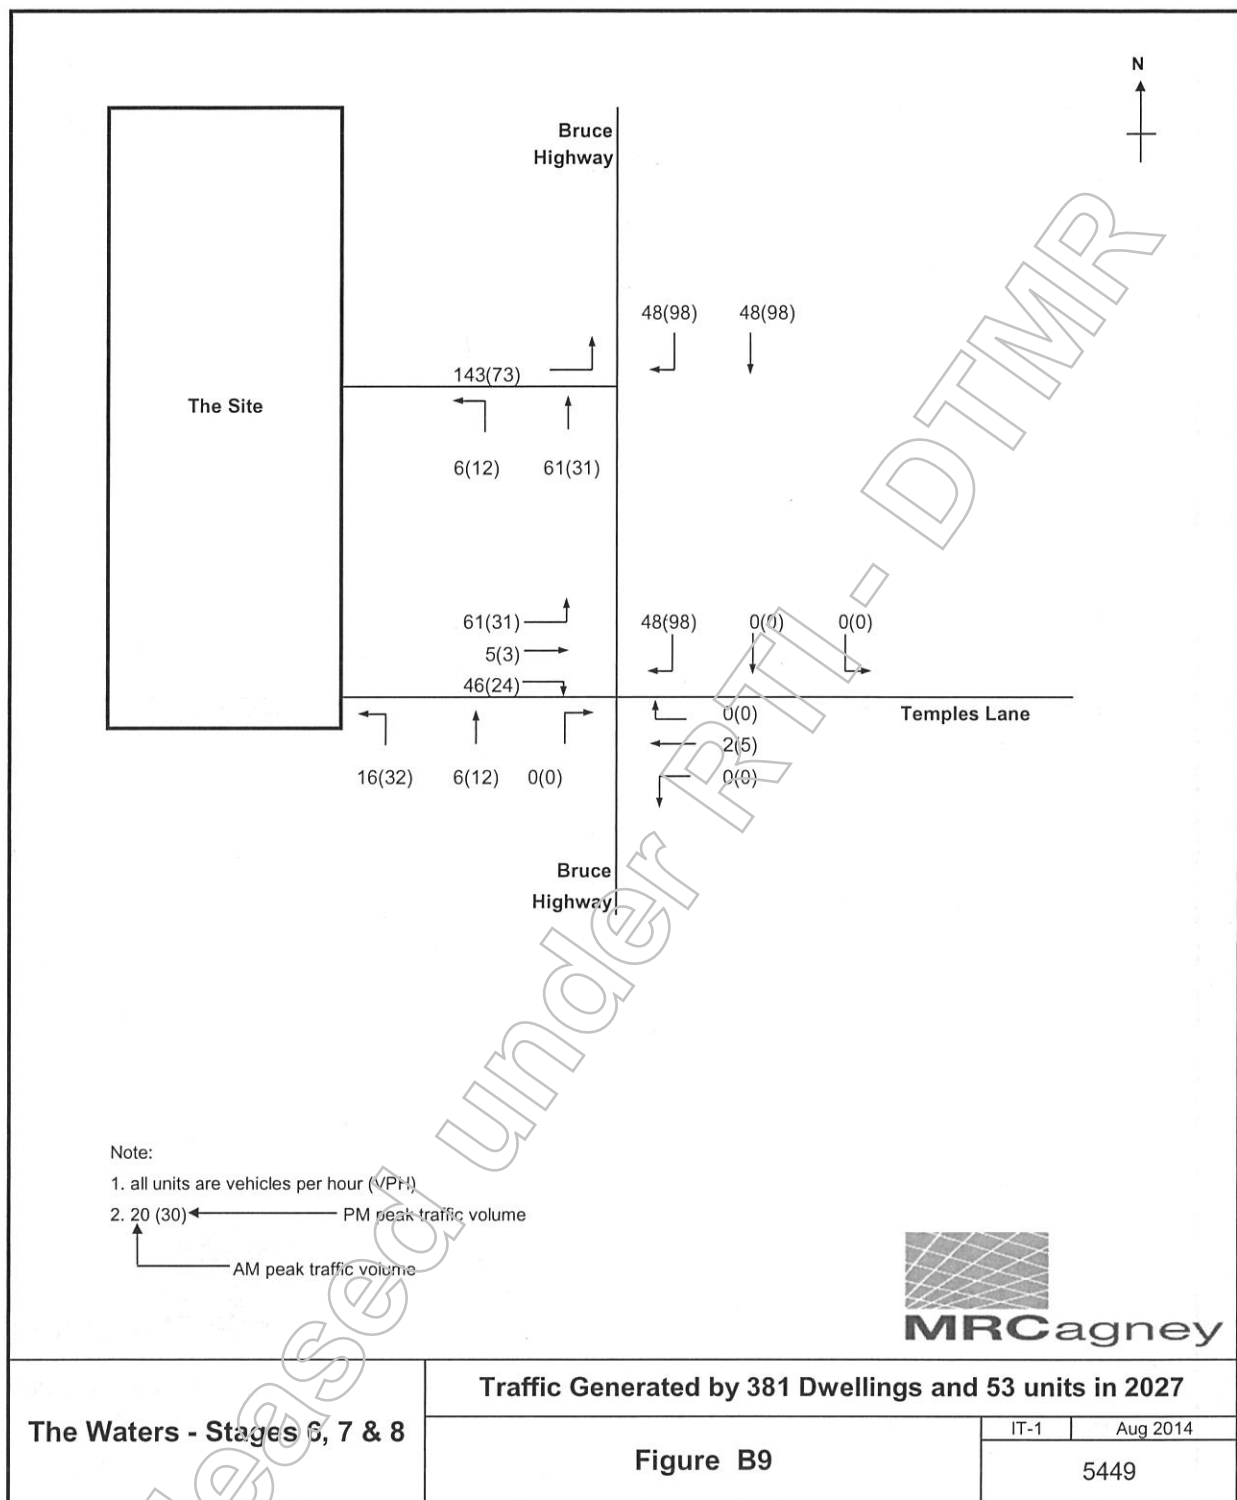 N
Bruce
Highway
48(98) 48(98)
143(73)
The Site
6(12) 61(31)
61(31) 48(98) 0(0) 0(0)
5(3)
46(24)
0(0) Temples Lane
2(5)
16(32) 6(12) 0(0) 0(0)
Bruce
Highway
Note:
1. all units are vehicles per hour (VPH)
2. 20 (30) PM peak traffic volume
AM peak traffic volume
MRCagney
Traffic Generated by 381 Dwellings and 53 units in 2027
The Waters - Stages 6, 7 & 8
IT-1 Aug 2014
Figure B9
5449
eased under RTI - DTMR